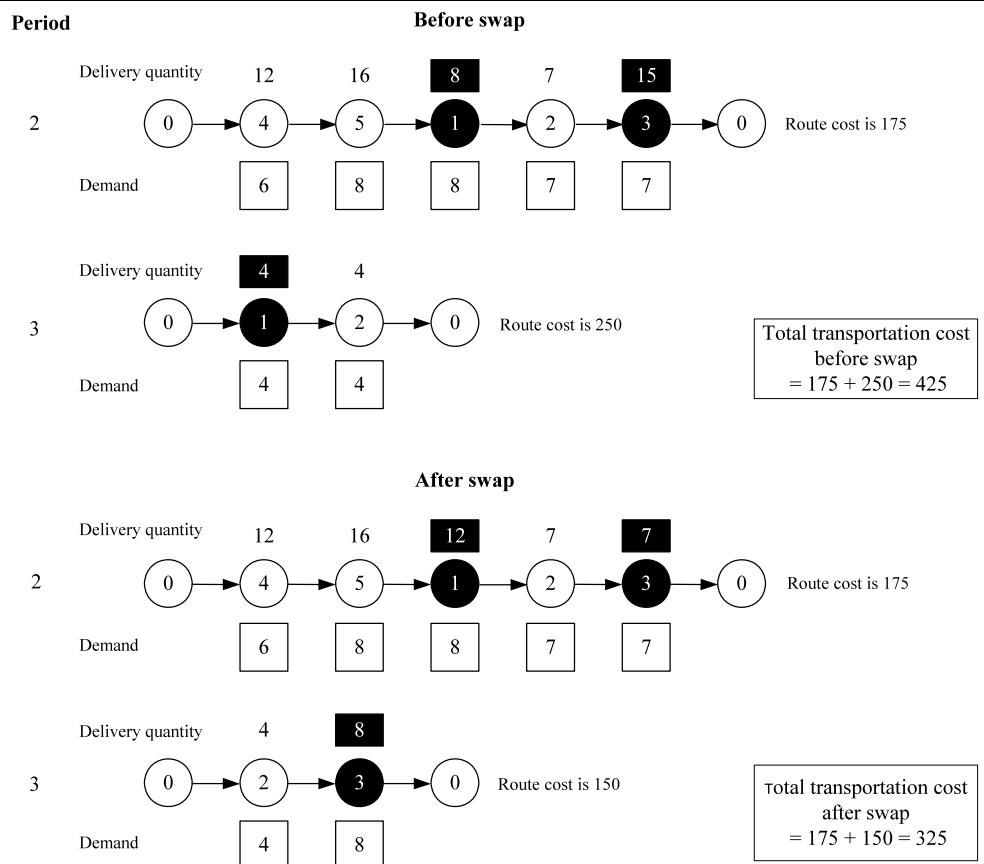 Period
Before swap
Delivery quantity 12 16 8 7 15
2 0 4 5 1 2 3 0 Route cost is 175
Demand 6 8 8 7 7
Delivery quantity 4 4
3 0 1 2 0 Route cost is 250
Demand 4 4
Total transportation cost
before swap
= 175 + 250 = 425
After swap
Delivery quantity 12 16 12 7 7
2 0 4 5 1 2 3 0 Route cost is 175
Demand 6 8 8 7 7
Delivery quantity 4 8
3 0 2 3 0 Route cost is 150
Demand 4 8
Total transportation cost
after swap
= 175 + 150 = 325